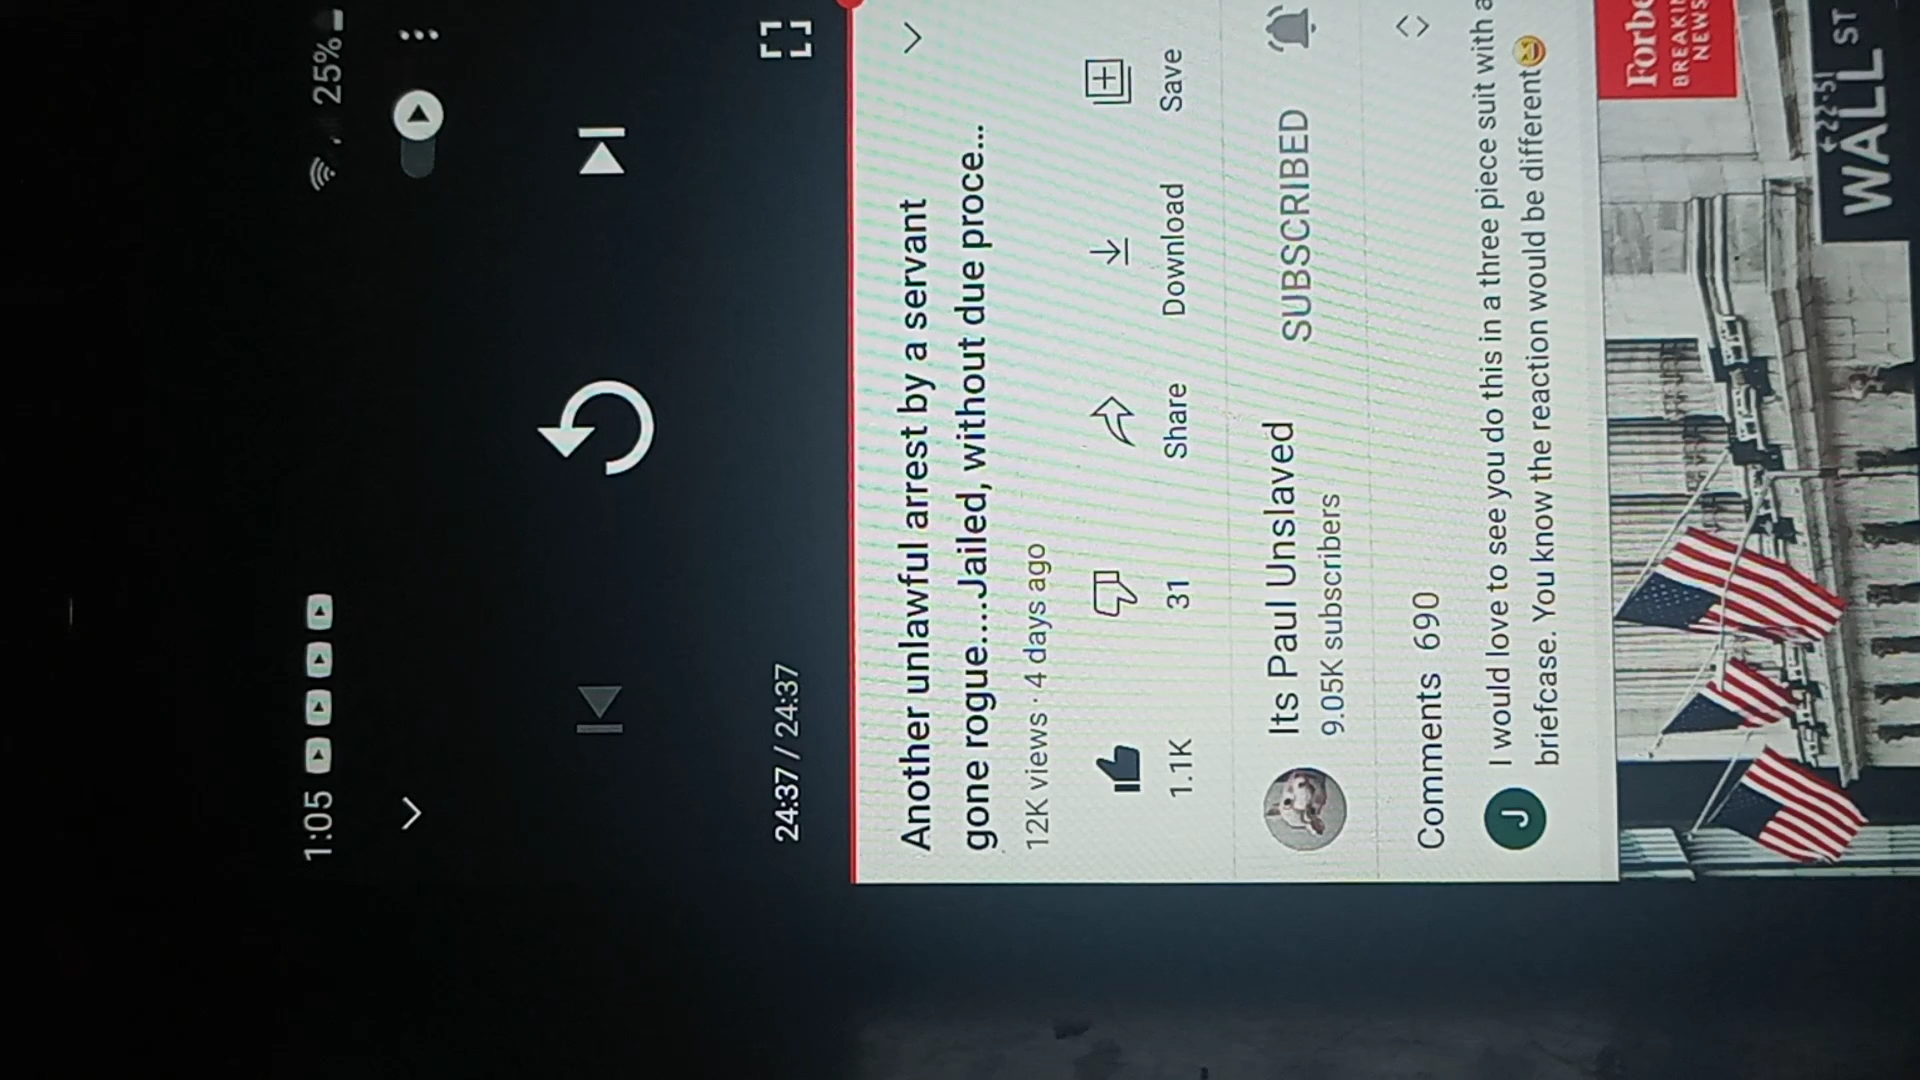 1:05 25%
24:37 / 24:37
Another unlawful arrest by a servant
gone rogue....Jailed, without due proce...
12K views · 4 days ago
1.1K 31 Share Download Save
Its Paul Unslaved
9.05K subscribers
SUBSCRIBED
Comments 690
J
I would love to see you do this in a three piece suit with a
briefcase. You know the reaction would be different😆
Forbe
BREAKIN
NEWS
WALL ST